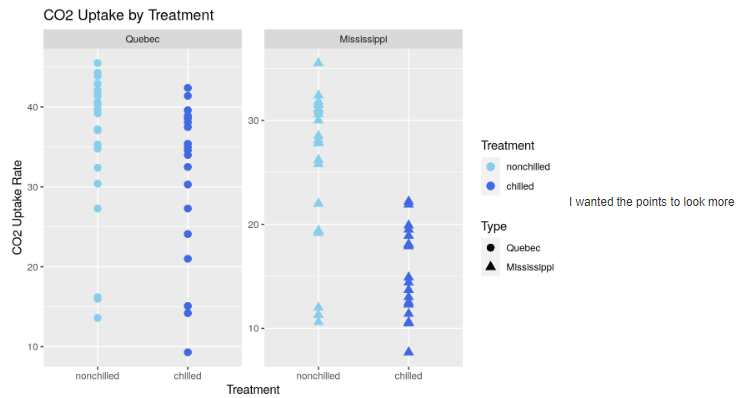 CO2 Uptake by Treatment
Quebec
Mississippi
40
30
20
10
30
20
10
CO2 Uptake Rate
nonchilled
chilled
nonchilled
chilled
Treatment
Treatment
nonchilled
chilled
Type
Quebec
Mississippi
I wanted the points to look more